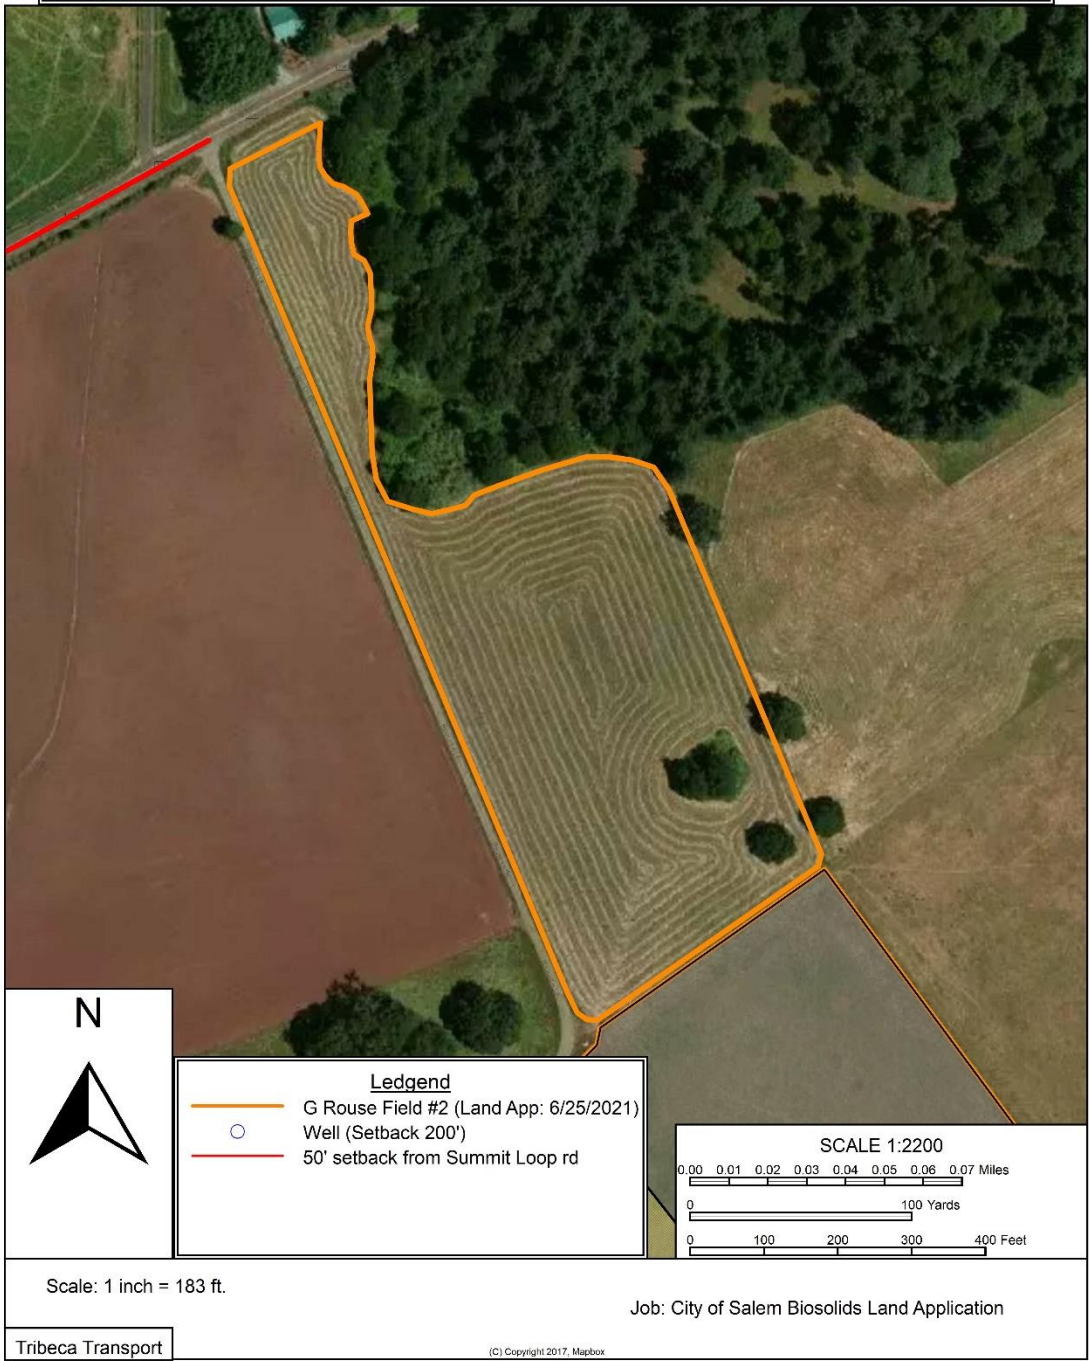 N
Ledgend
G Rouse Field #2 (Land App: 6/25/2021)
Well (Setback 200')
50' setback from Summit Loop rd
SCALE 1:2200
0.00 0.01 0.02 0.03 0.04 0.05 0.06 0.07 Miles
0 100 Yards
0 100 200 300 400 Feet
Scale: 1 inch = 183 ft.
Job: City of Salem Biosolids Land Application
Tribeca Transport
(C) Copyright 2017, Mapbox